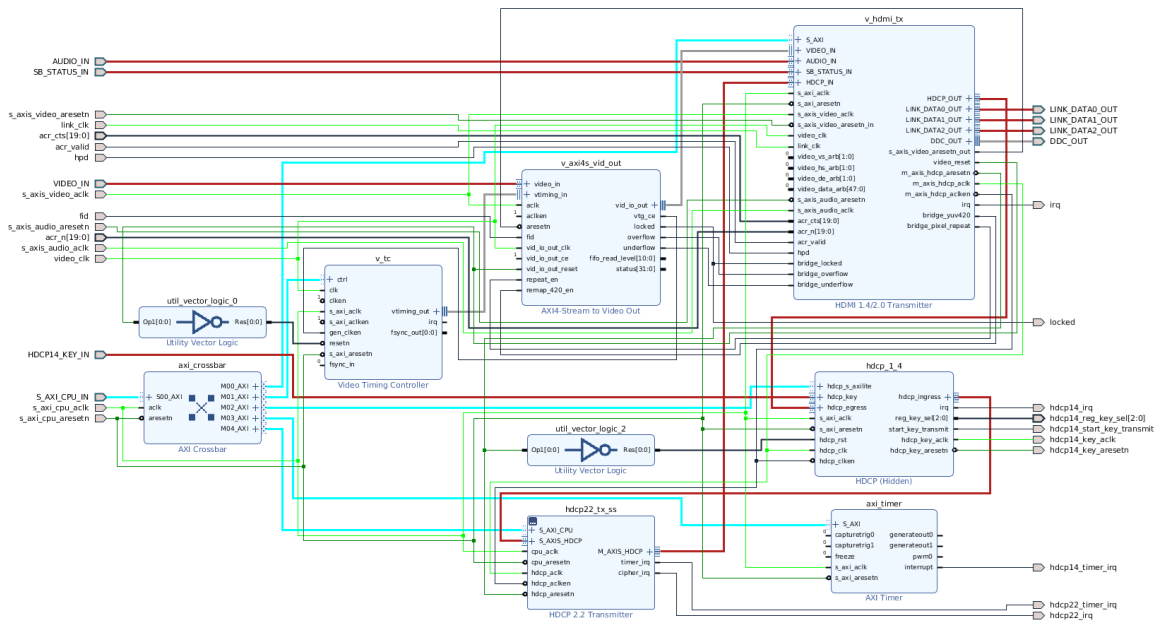 AUDIO_IN
SB_STATUS_IN
s_axis_video_aresetn
link_clk
acr_cts[19:0]
acr_valid
hpd
VIDEO_IN
s_axis_video_aclk
fid
s_axis_audio_aresetn
acr_n[19:0]
s_axis_audio_aclk
video_clk
HDCP14_KEY_IN
S_AXI_CPU_IN
s_axi_cpu_aclk
s_axi_cpu_aresetn
util_vector_logic_0
Op1[0:0]
Res[0:0]
Utility Vector Logic
axi_crossbar
S00_AXI
aclk
aresetn
M00_AXI
M01_AXI
M02_AXI
M03_AXI
M04_AXI
AXI Crossbar
v_tc
ctrl
clk
clken
s_axi_aclk
s_axi_aclken
gen_clken
resetn
s_axi_aresetn
fsync_in
vtiming_out
irq
fsync_out[0:0]
Video Timing Controller
v_axi4s_vid_out
video_in
vtiming_in
aclk
aclken
aresetn
fid
vid_io_out_clk
vid_io_out_ce
vid_io_out_reset
repeat_en
remap_420_en
vid_io_out
vtg_ce
locked
overflow
underflow
fifo_read_level[10:0]
status[31:0]
AXI4-Stream to Video Out
util_vector_logic_2
Op1[0:0]
Res[0:0]
Utility Vector Logic
hdcp22_tx_ss
S_AXI_CPU
S_AXIS_HDCP
cpu_aclk
cpu_aresetn
hdcp_aclk
hdcp_aclken
hdcp_aresetn
M_AXIS_HDCP
timer_irq
cipher_irq
HDCP 2.2 Transmitter
v_hdmi_tx
S_AXI
VIDEO_IN
AUDIO_IN
SB_STATUS_IN
HDCP_IN
s_axi_aclk
s_axi_aresetn
s_axis_video_aclk
s_axis_video_aresetn_in
video_clk
link_clk
video_vs_arb[1:0]
video_hs_arb[1:0]
video_de_arb[1:0]
video_data_arb[47:0]
s_axis_audio_aresetn
s_axis_audio_aclk
acr_cts[19:0]
acr_n[19:0]
acr_valid
hpd
bridge_locked
bridge_overflow
bridge_underflow
HDCP_OUT
LINK_DATA0_OUT
LINK_DATA1_OUT
LINK_DATA2_OUT
DDC_OUT
s_axis_video_aresetn_out
video_reset
m_axis_hdcp_aresetn
m_axis_hdcp_aclk
m_axis_hdcp_aclken
irq
bridge_yuv420
bridge_pixel_repeat
HDMI 1.4/2.0 Transmitter
hdcp_1_4
hdcp_s_axilite
hdcp_key
hdcp_egress
s_axi_aclk
s_axi_aresetn
hdcp_rst
hdcp_clk
hdcp_clken
hdcp_ingress
irq
reg_key_sel[2:0]
start_key_transmit
hdcp_key_aclk
hdcp_key_aresetn
HDCP (Hidden)
axi_timer
S_AXI
capturetrig0
capturetrig1
freeze
s_axi_aclk
s_axi_aresetn
generateout0
generateout1
pwm0
interrupt
AXI Timer
LINK_DATA0_OUT
LINK_DATA1_OUT
LINK_DATA2_OUT
DDC_OUT
irq
locked
hdcp14_irq
hdcp14_reg_key_sel[2:0]
hdcp14_start_key_transmit
hdcp14_key_aclk
hdcp14_key_aresetn
hdcp14_timer_irq
hdcp22_timer_irq
hdcp22_irq